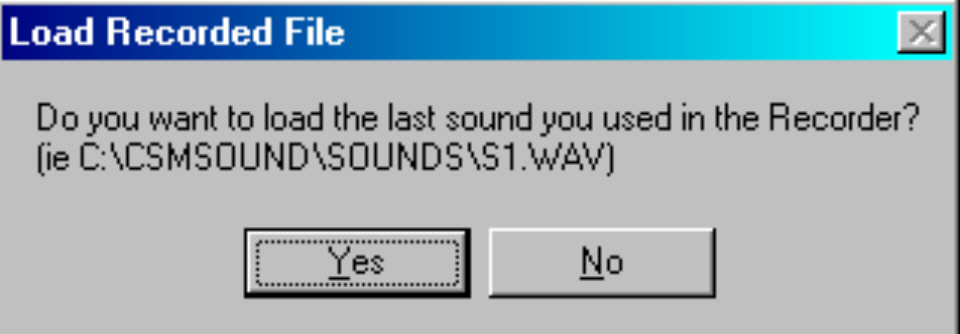 Load Recorded File
Do you want to load the last sound you used in the Recorder?
(ie C:\CSMSOUND\SOUNDS\S1.WAV)
Yes
No